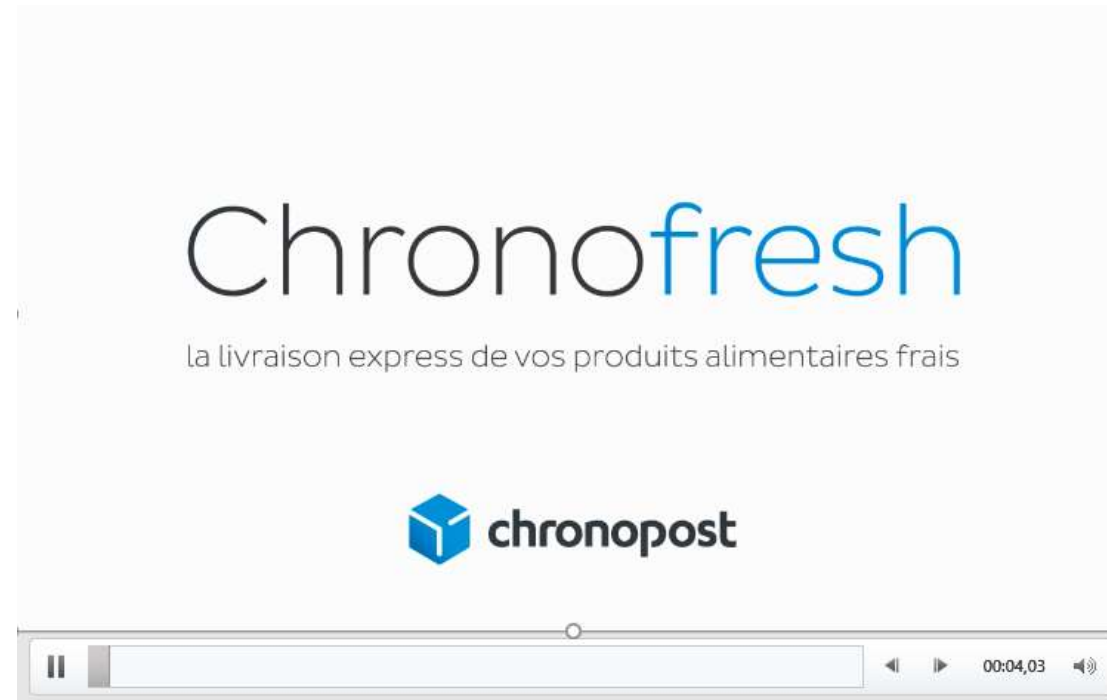 Chronofresh
la livraison express de vos produits alimentaires frais
chronopost
00:04,03